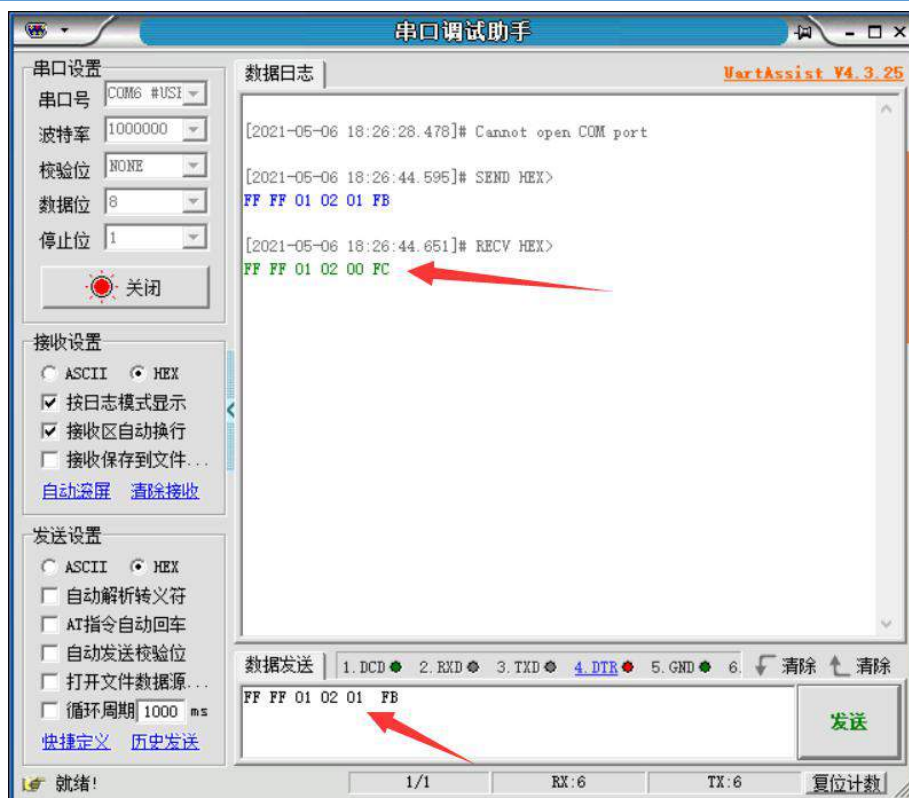 串口调试助手
串口设置
串口号 COM6 #USI
波特率 1000000
校验位 NONE
数据位 8
停止位 1
关闭
接收设置
ASCII HEX
按日志模式显示
接收区自动换行
接收保存到文件...
自动滚屏 清除接收
发送设置
ASCII HEX
自动解析转义符
AT指令自动回车
自动发送校验位
打开文件数据源...
循环周期 1000 ms
快捷定义 历史发送
数据日志 UartAssist V4.3.25
[2021-05-06 18:26:28.478]# Cannot open COM port
[2021-05-06 18:26:44.595]# SEND HEX>
FF FF 01 02 01 FB
[2021-05-06 18:26:44.651]# RECV HEX>
FF FF 01 02 00 FC
数据发送 1.DCD 2.RXD 3.TXD 4.DTR 5.GND 6. 清除 清除
FF FF 01 02 01 FB
发送
就绪! 1/1 RX:6 TX:6 复位计数